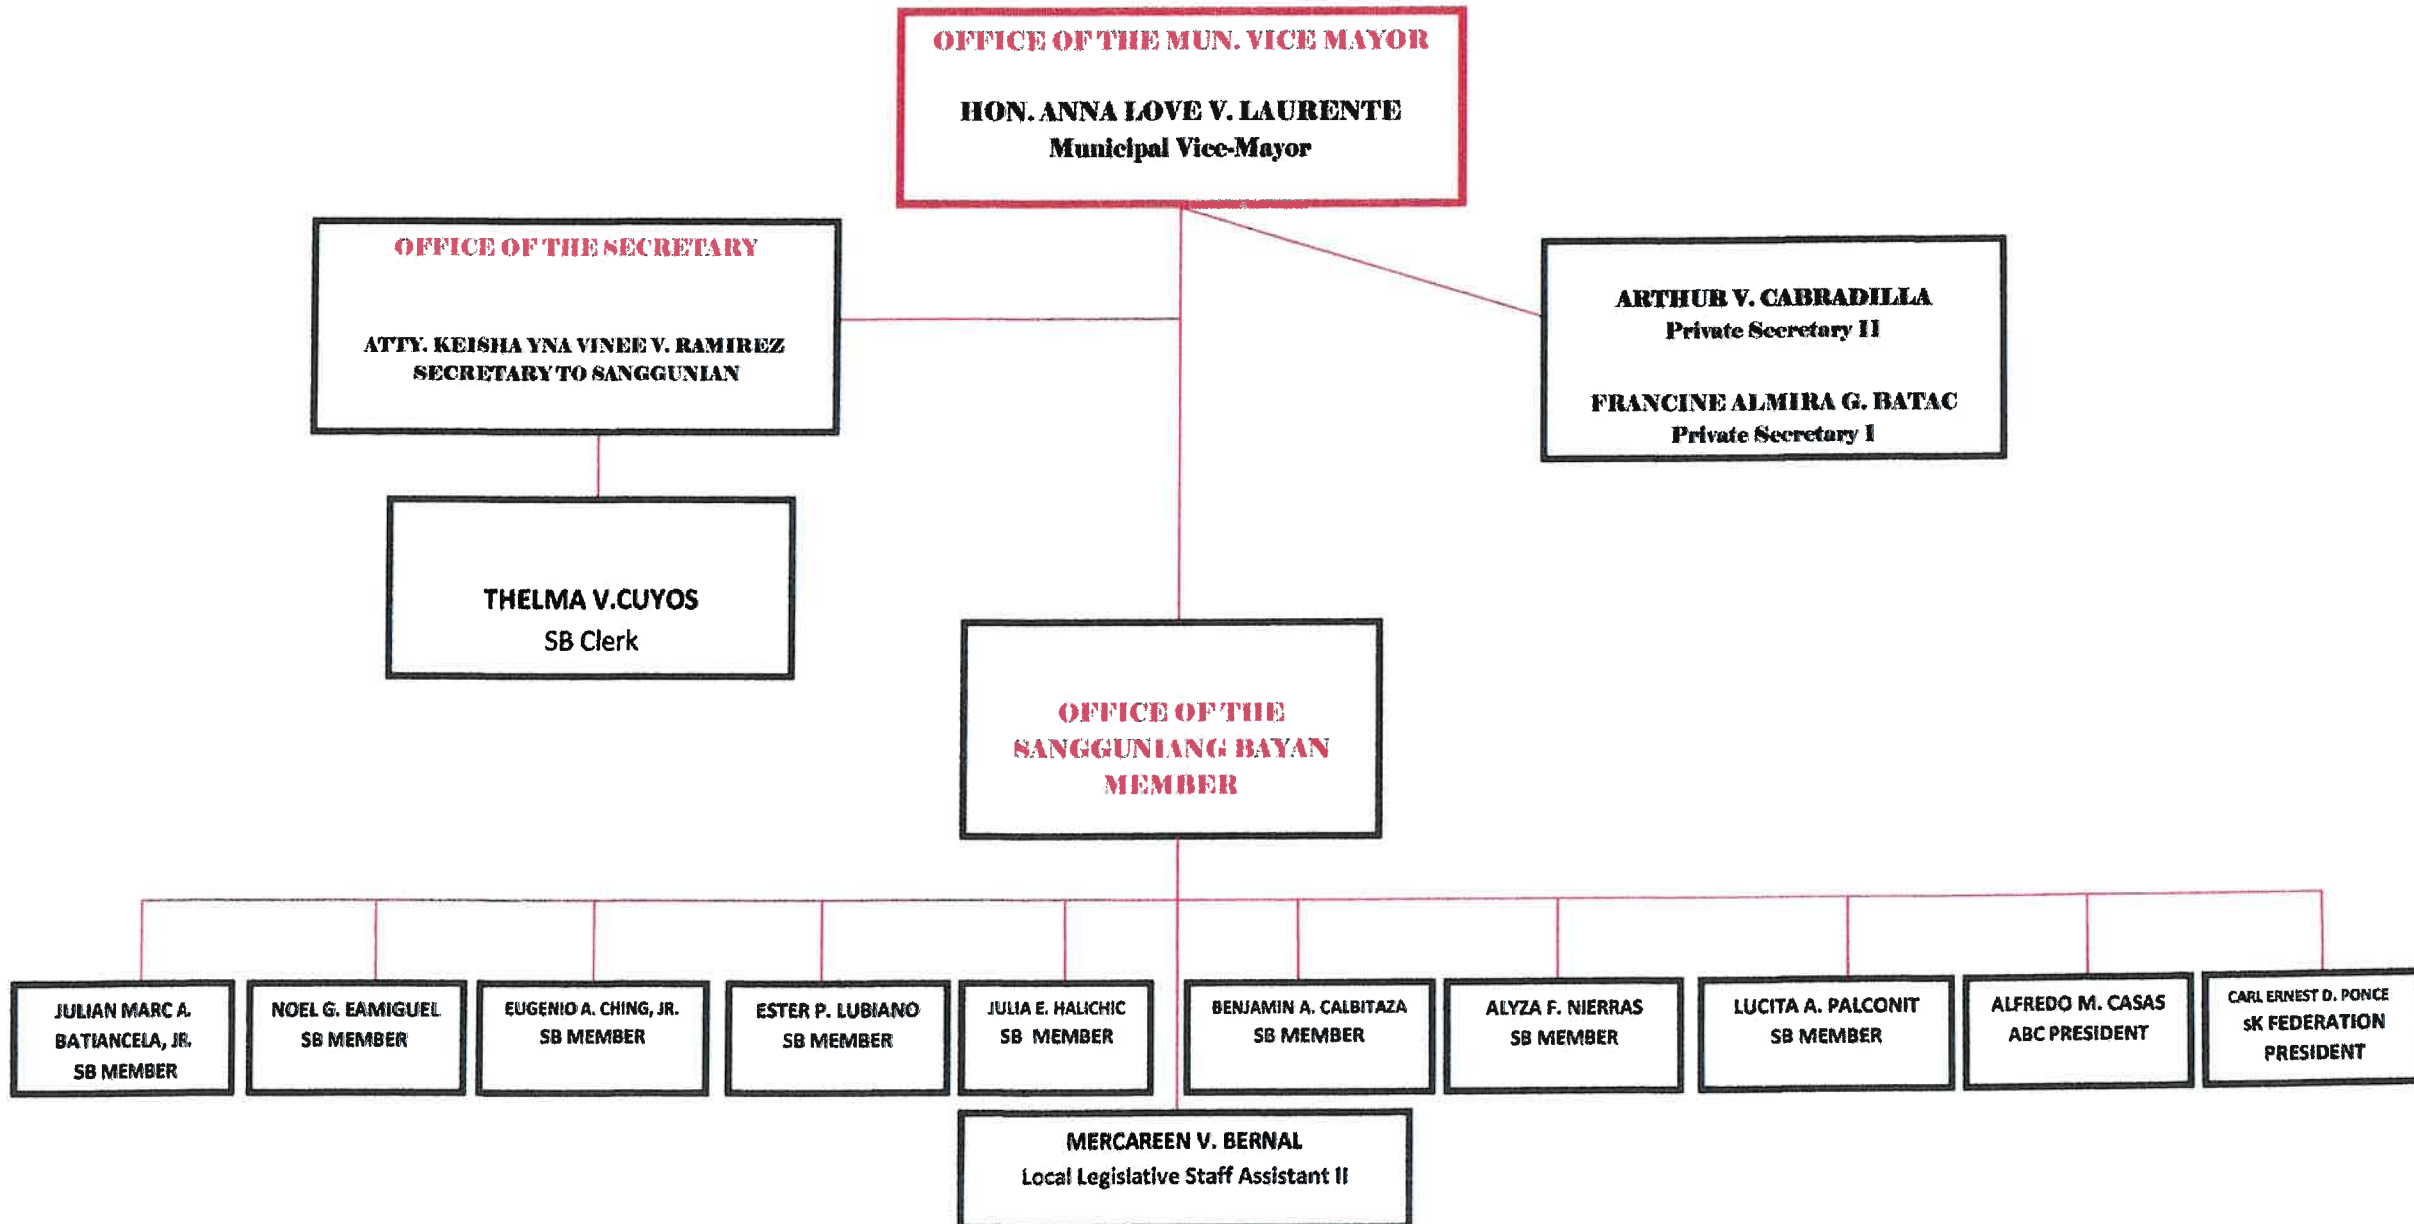 OFFICE OF THE MUN. VICE MAYOR
HON. ANNA LOVE V. LAURENTE
Municipal Vice-Mayor
OFFICE OF THE SECRETARY
ATTY. KEISHA YNA VINEE V. RAMIREZ
SECRETARY TO SANGGUNIAN
ARTHUR V. CABRADILLA
Private Secretary II
FRANCINE ALMIRA G. BATAC
Private Secretary I
THELMA V.CUYOS
SB Clerk
OFFICE OF THE
SANGGUNIANG BAYAN
MEMBER
JULIAN MARC A.
BATIANCELA, JR.
SB MEMBER
NOEL G. EAMIGUEL
SB MEMBER
EUGENIO A. CHING, JR.
SB MEMBER
ESTER P. LUBIANO
SB MEMBER
JULIA E. HALICHIC
SB MEMBER
BENJAMIN A. CALBITAZA
SB MEMBER
ALYZA F. NIERRAS
SB MEMBER
LUCITA A. PALCONIT
SB MEMBER
ALFREDO M. CASAS
ABC PRESIDENT
CARL ERNEST D. PONCE
sK FEDERATION
PRESIDENT
MERCAREEN V. BERNAL
Local Legislative Staff Assistant II